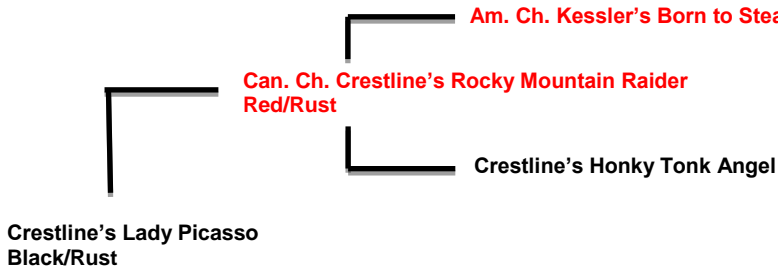 Am. Ch. Kessler’s Born to
Can. Ch. Crestline’s Rocky Mountain Raider
Red/Rust
Crestline’s Honky Tonk Angel
Crestline’s Lady Picasso
Black/Rust